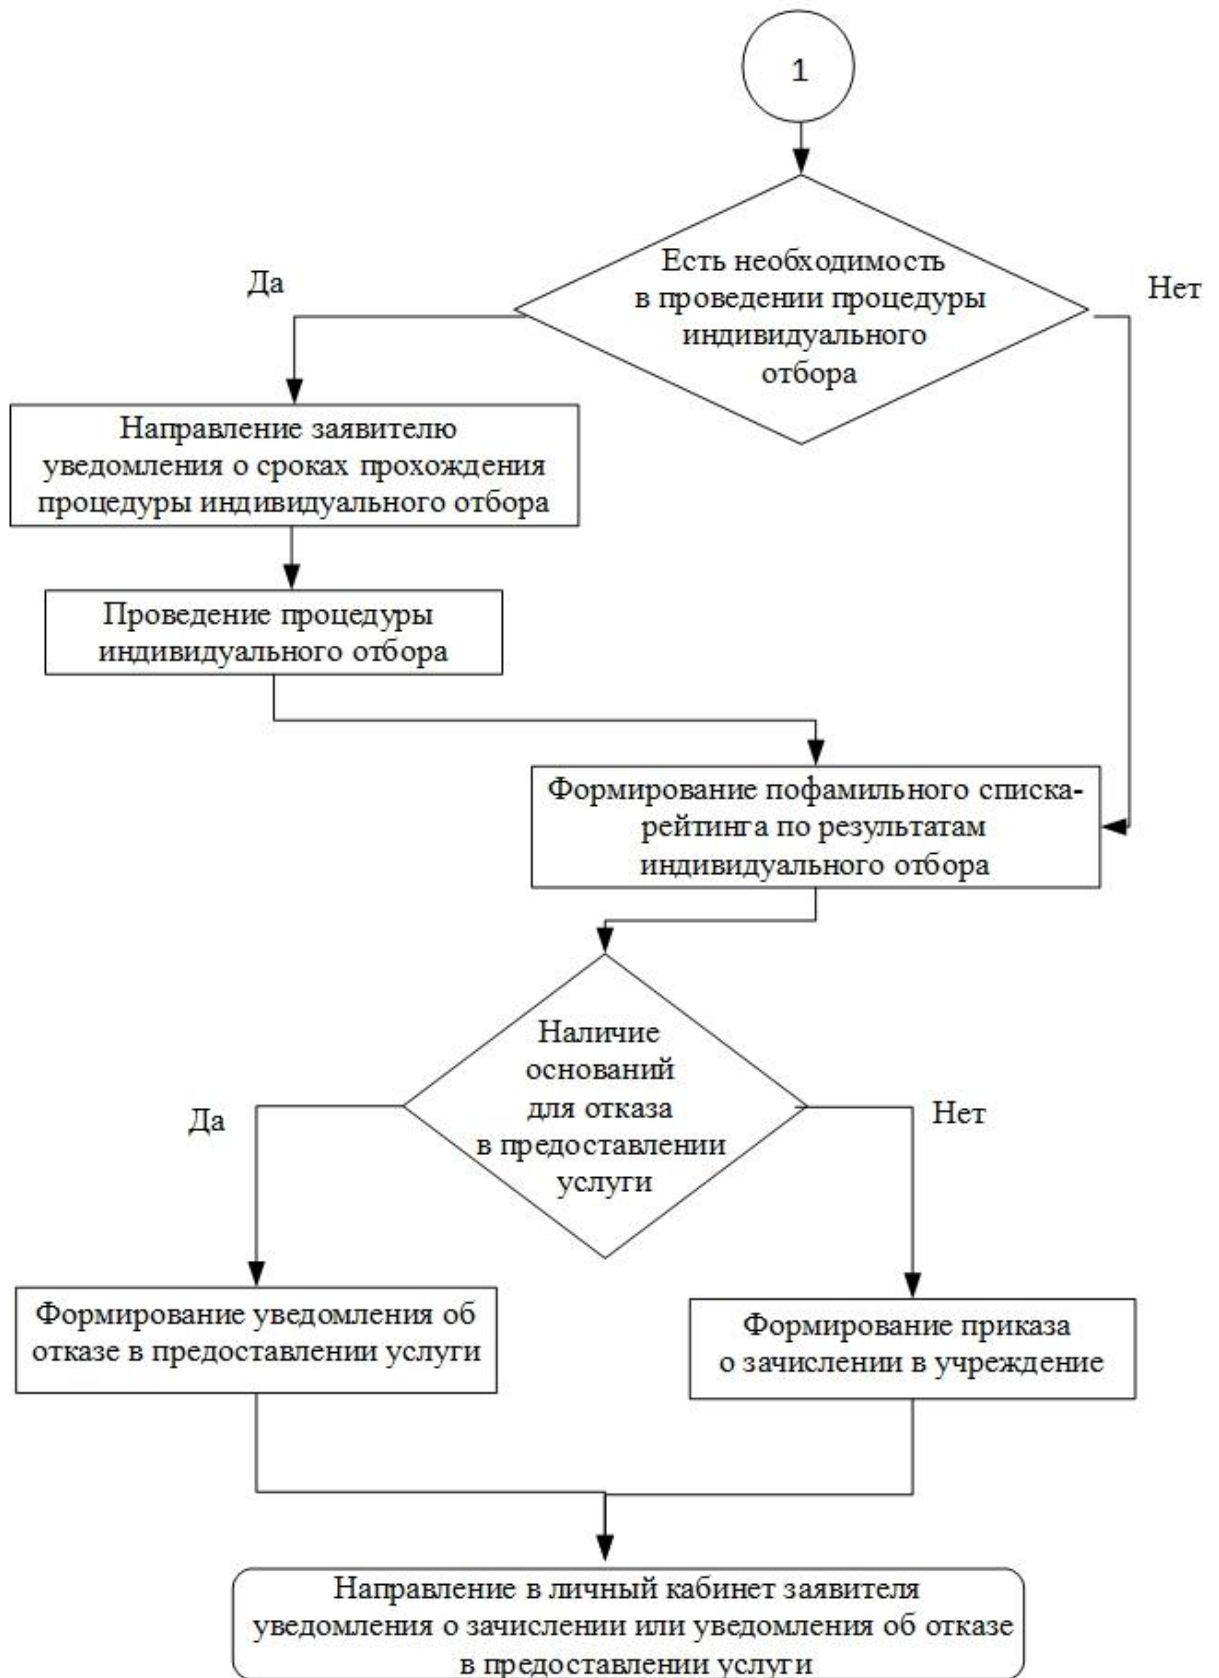 1
Есть необходимость
в проведении процедуры
индивидуального
отбора
Да
Нет
Направление заявителю
уведомления о сроках прохождения
процедуры индивидуального отбора
Проведение процедуры
индивидуального отбора
Формирование пофамильного списка-
рейтинга по результатам
индивидуального отбора
Наличие
оснований
для отказа
в предоставлении
услуги
Да
Нет
Формирование уведомления об
отказе в предоставлении услуги
Формирование приказа
о зачислении в учреждение
Направление в личный кабинет заявителя
уведомления о зачислении или уведомления об отказе
в предоставлении услуги